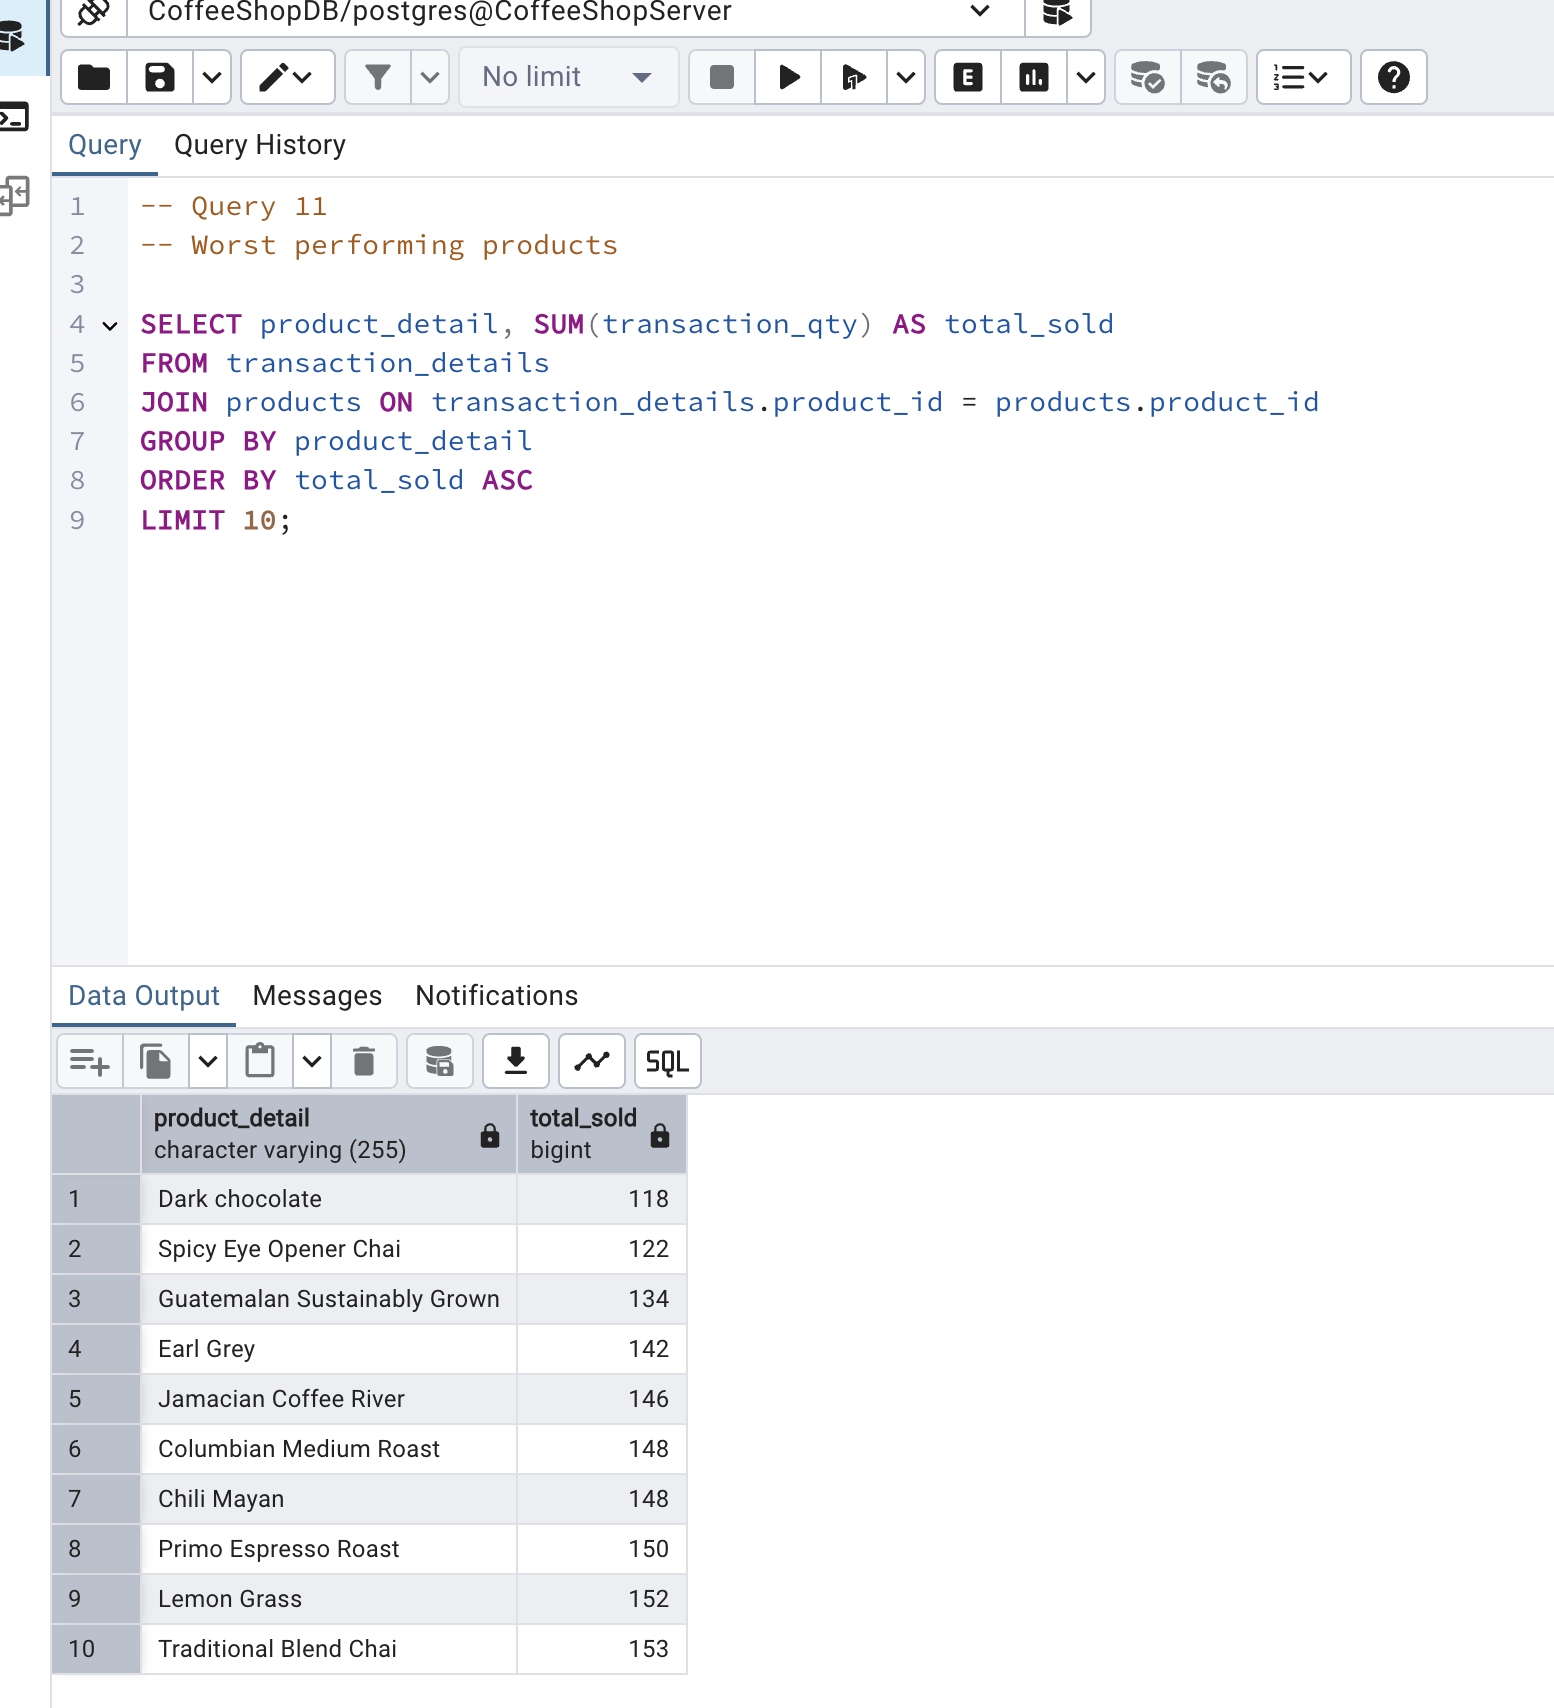 CoffeeShopDB/postgres@CoffeeShopServer
No limit
Query Query History
1 -- Query 11
2 -- Worst performing products
3
4 SELECT product_detail, SUM(transaction_qty) AS total_sold
5 FROM transaction_details
6 JOIN products ON transaction_details.product_id = products.product_id
7 GROUP BY product_detail
8 ORDER BY total_sold ASC
9 LIMIT 10;
Data Output Messages Notifications
SQL
product_detail total_sold
character varying (255) bigint
1 Dark chocolate 118
2 Spicy Eye Opener Chai 122
3 Guatemalan Sustainably Grown 134
4 Earl Grey 142
5 Jamacian Coffee River 146
6 Columbian Medium Roast 148
7 Chili Mayan 148
8 Primo Espresso Roast 150
9 Lemon Grass 152
10 Traditional Blend Chai 153